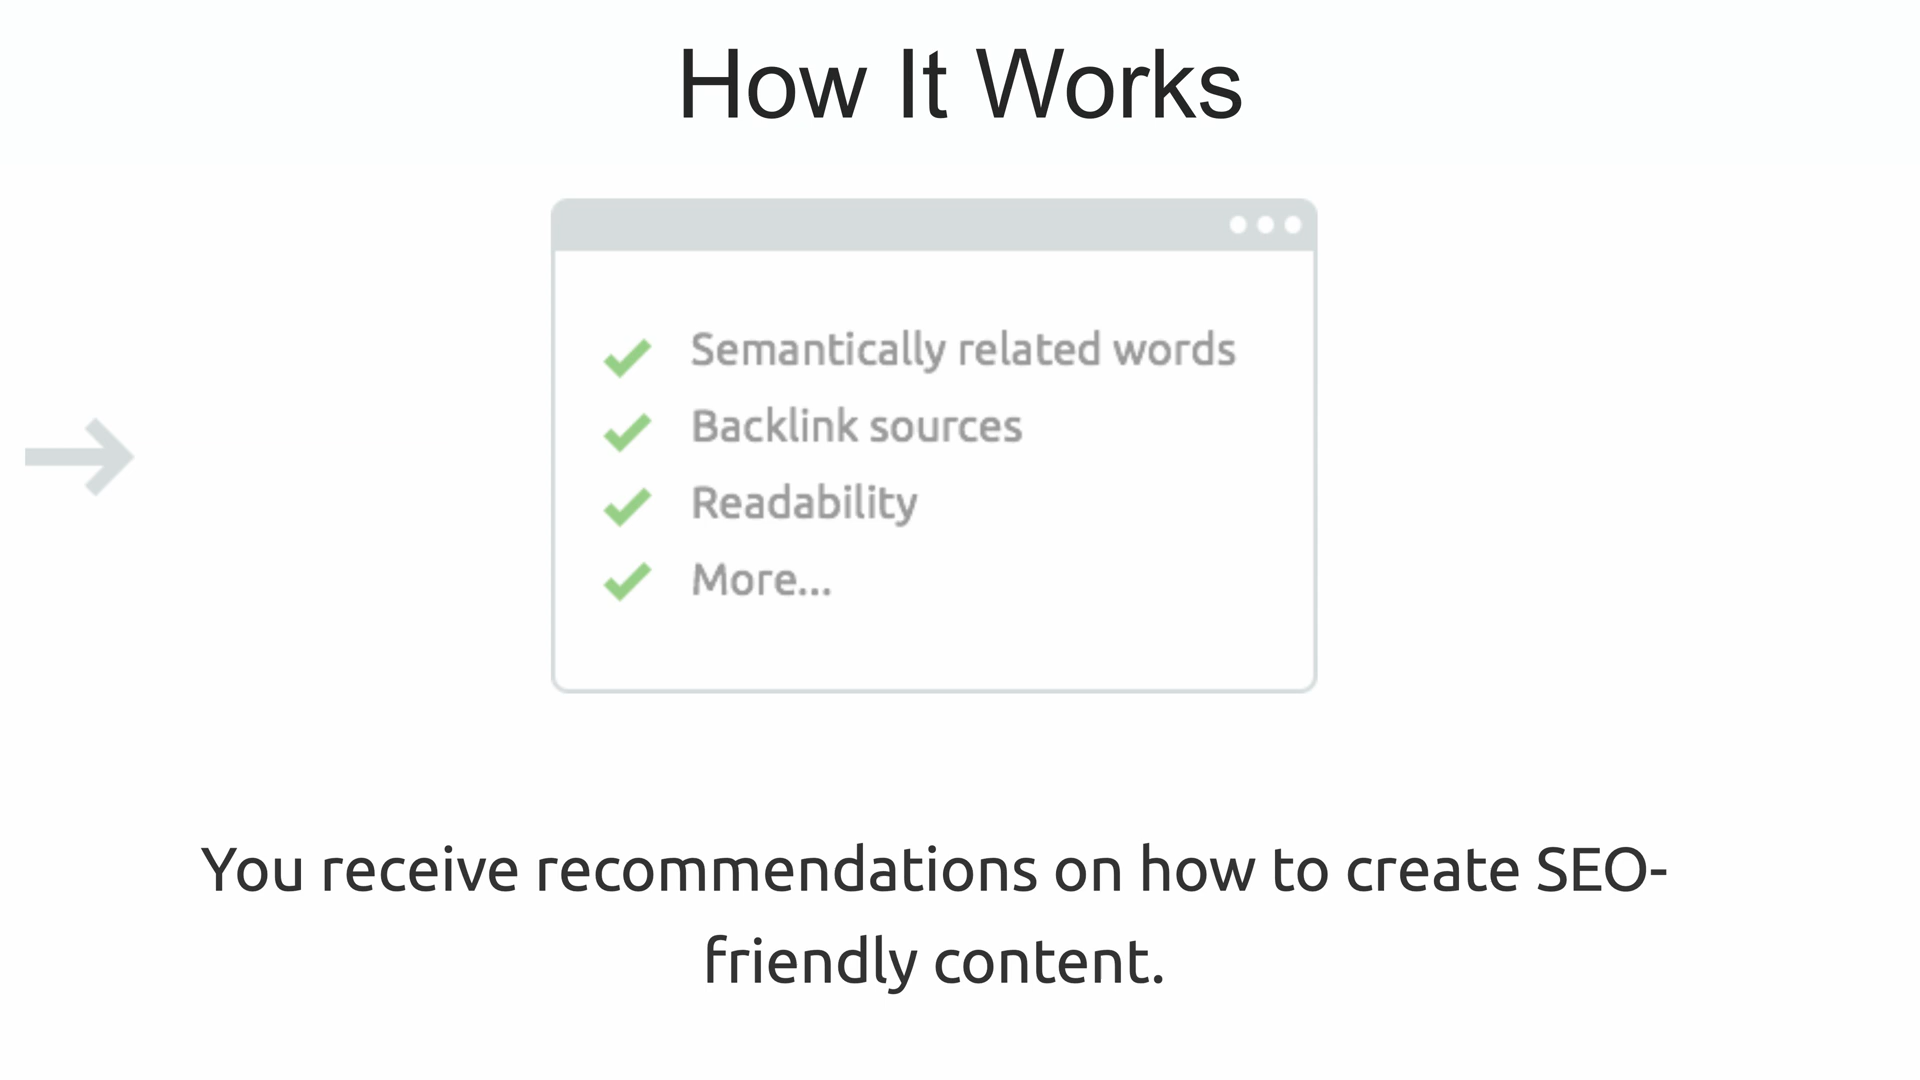 How It Works
Semantically related words
Backlink sources
Readability
More...
You receive recommendations on how to create SEO-
friendly content.